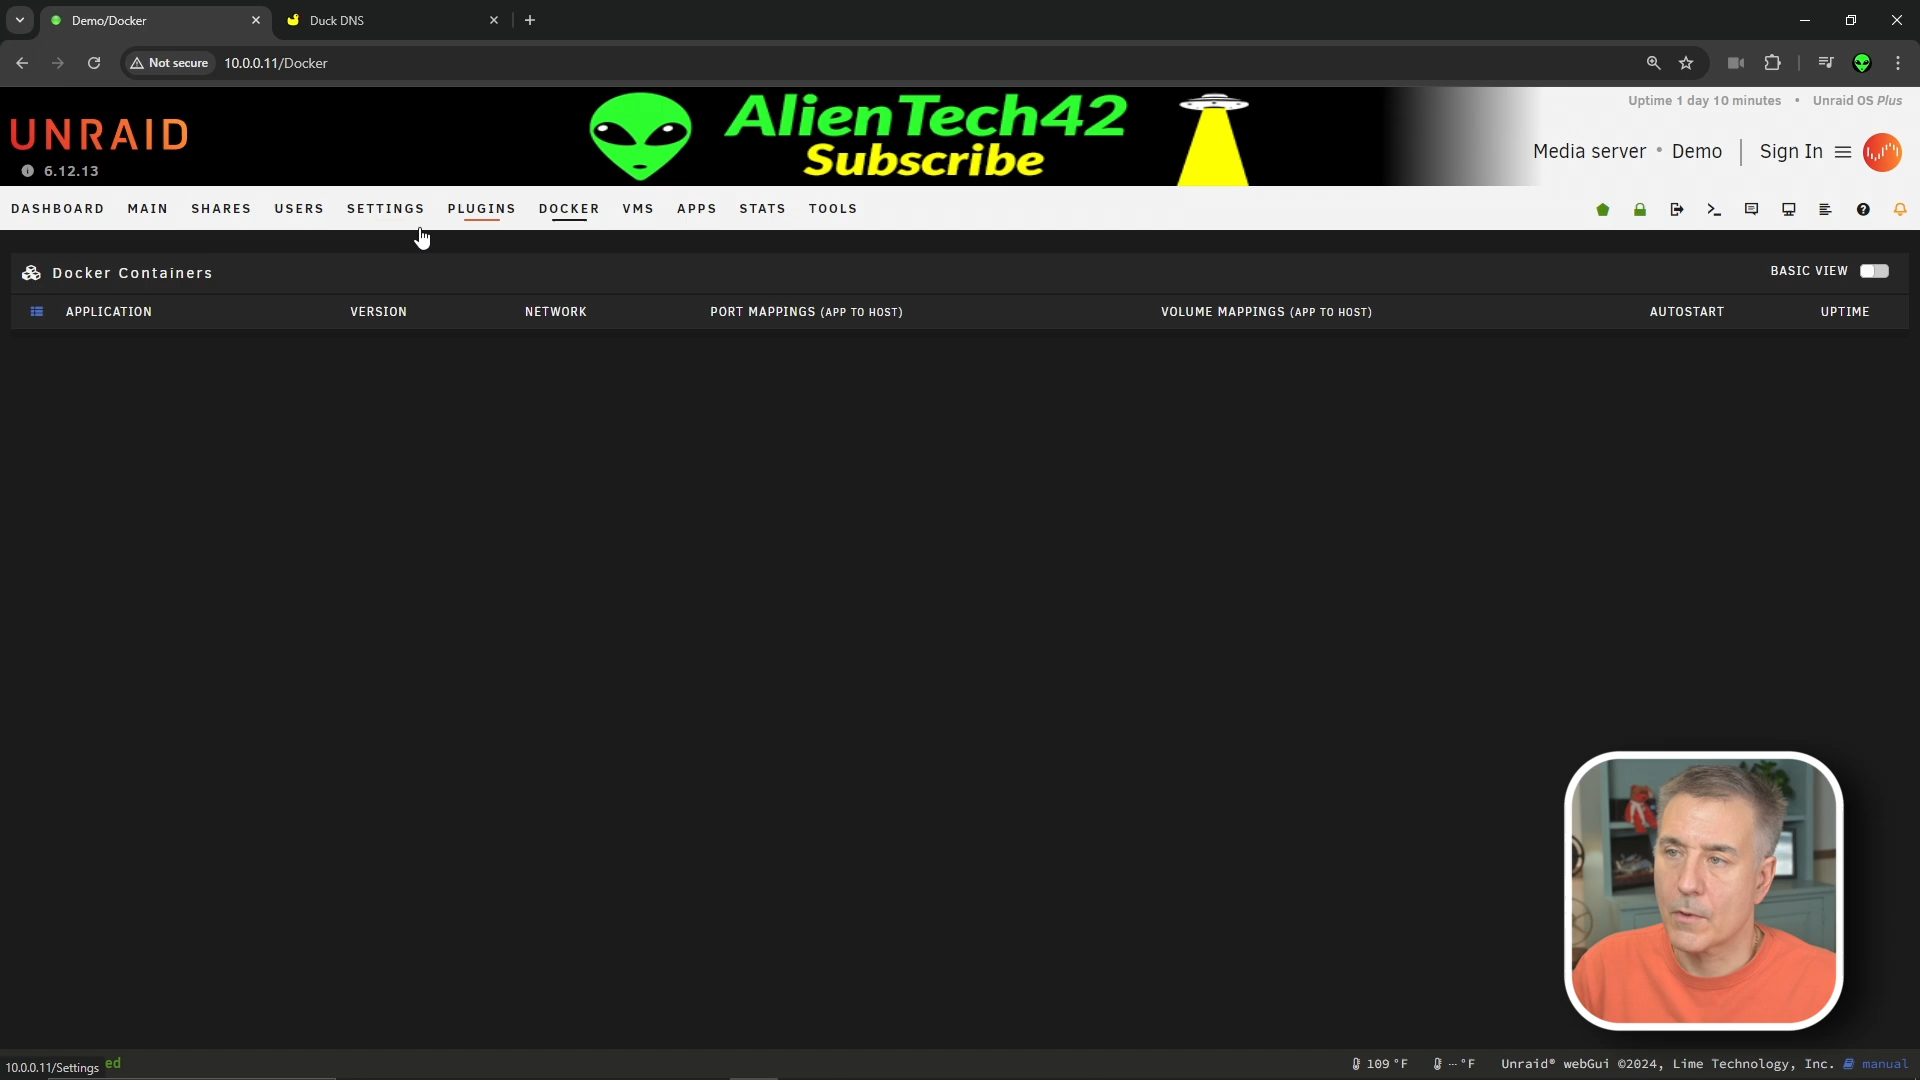 Demo/Docker
Duck DNS
Not secure
10.0.0.11/Docker
UNRAID
6.12.13
AlienTech42
Subscribe
Uptime 1 day 10 minutes • Unraid OS Plus
Media server • Demo
Sign In
DASHBOARD MAIN SHARES USERS SETTINGS PLUGINS DOCKER VMS APPS STATS TOOLS
Docker Containers
BASIC VIEW
APPLICATION VERSION NETWORK PORT MAPPINGS (APP TO HOST) VOLUME MAPPINGS (APP TO HOST) AUTOSTART UPTIME
10.0.0.11/Settings
ed
109 °F
-- °F
Unraid® webGui ©2024, Lime Technology, Inc.
manual